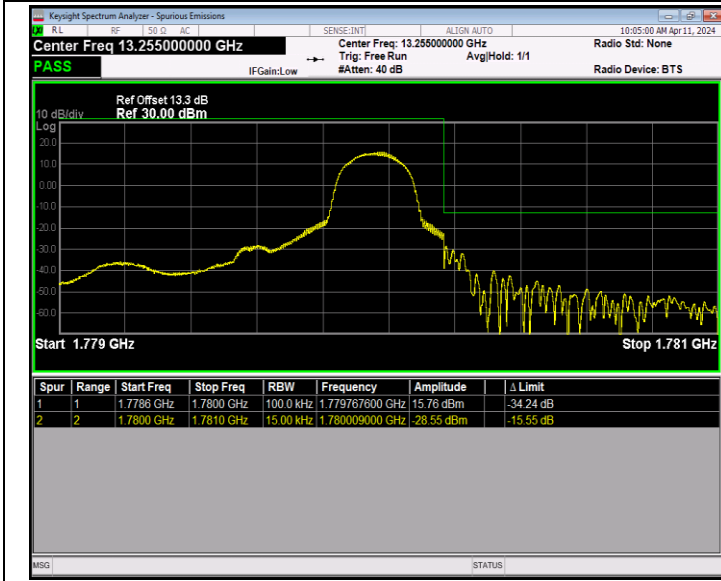 Keysight Spectrum Analyzer - Spurious Emissions
RL RF 50 Ω AC SENSE:INT ALIGN AUTO 10:05:00 AM Apr 11, 2024
Center Freq 13.255000000 GHz Center Freq: 13.255000000 GHz Radio Std: None
Trig: Free Run Avg|Hold: 1/1
PASS IFGain:Low #Atten: 40 dB Radio Device: BTS
Ref Offset 13.3 dB
10 dB/div Ref 30.00 dBm
Log
20.0
10.0
0.00
-10.0
-20.0
-30.0
-40.0
-50.0
-60.0
Start 1.779 GHz Stop 1.781 GHz
Spur Range Start Freq Stop Freq RBW Frequency Amplitude Δ Limit
1 1 1.7786 GHz 1.7800 GHz 100.0 kHz 1.779767600 GHz 15.76 dBm -34.24 dB
2 2 1.7800 GHz 1.7810 GHz 15.00 kHz 1.780009000 GHz -28.55 dBm -15.55 dB
MSG STATUS